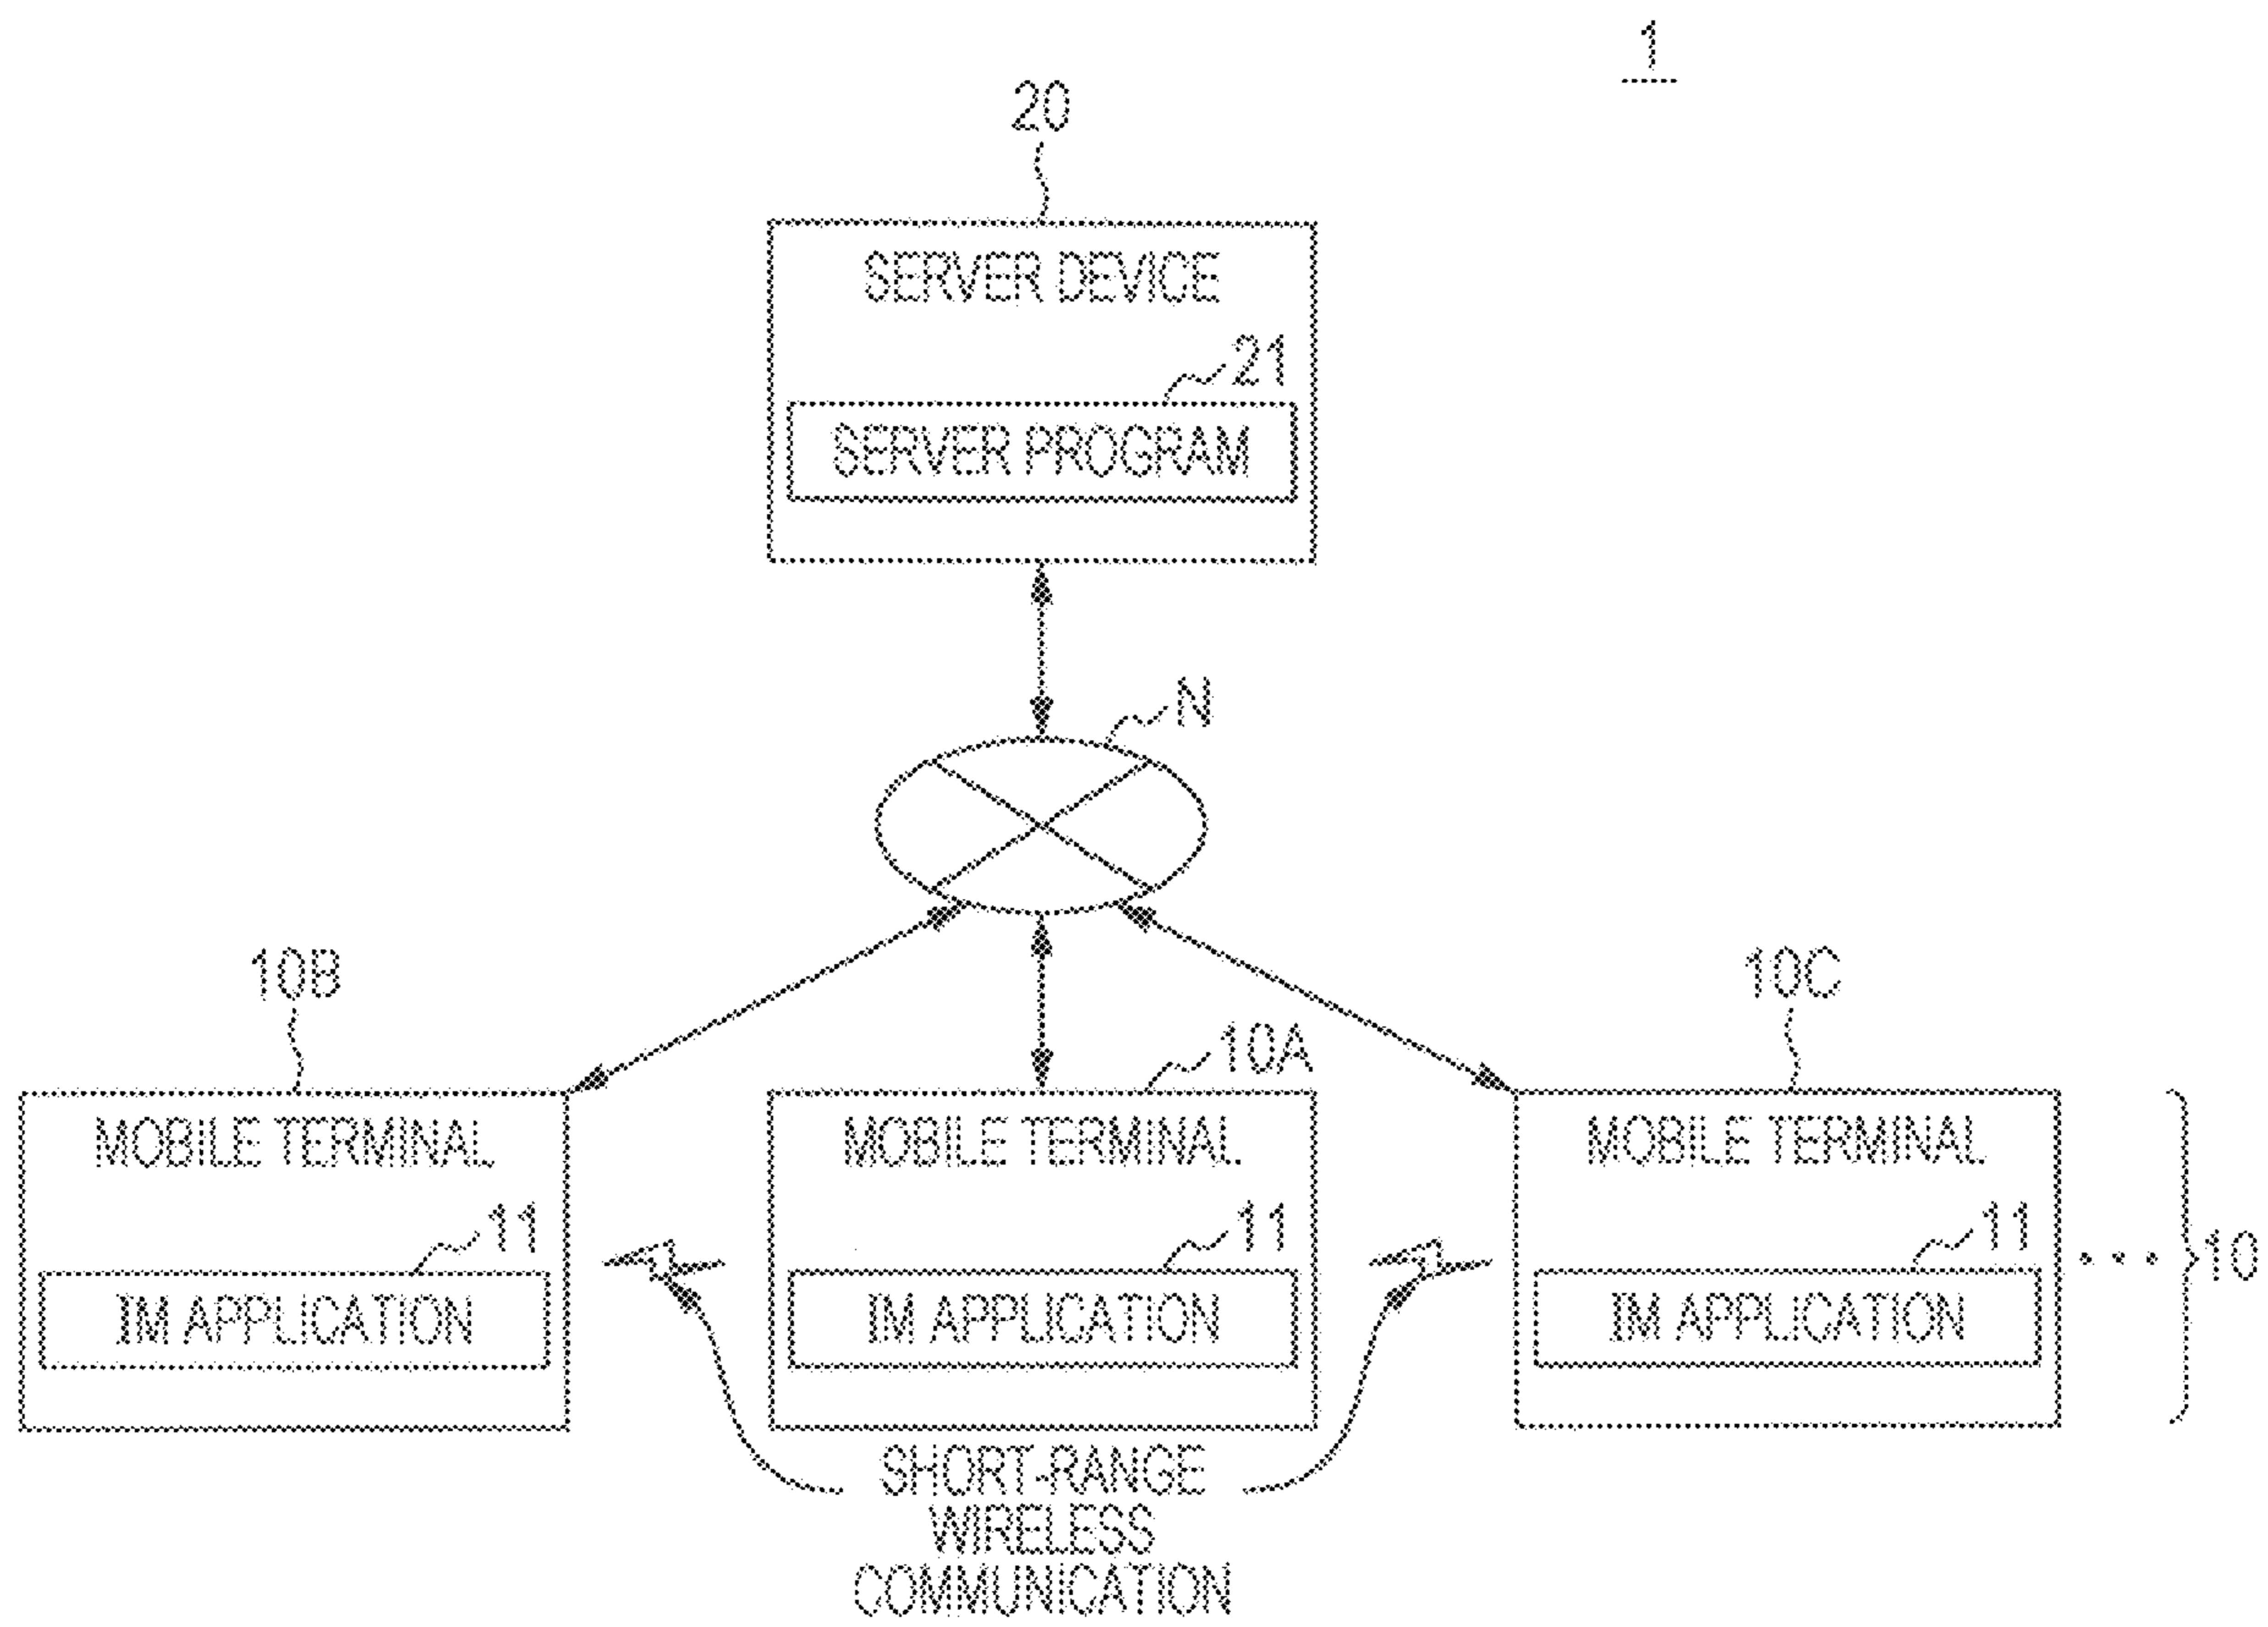 1
20
SERVER DEVICE
21
SERVER PROGRAM
N
10B
10A
10C
MOBILE TERMINAL
MOBILE TERMINAL
MOBILE TERMINAL
11
11
11
10
IM APPLICATION
IM APPLICATION
IM APPLICATION
SHORT-RANGE
WIRELESS
COMMUNICATION